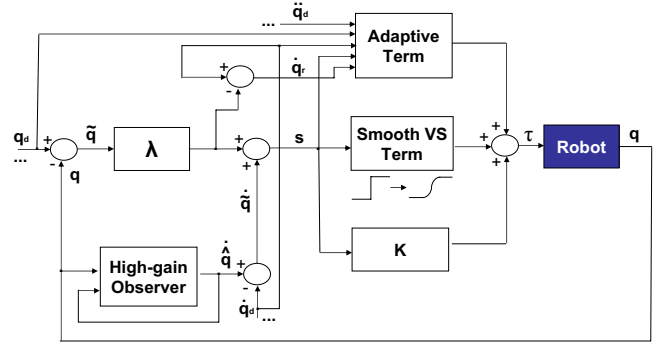 ... q̈d
Adaptive
Term
+
- q̇r
+
qd + q̃ λ + s Smooth VS
Term + τ Robot q
... - q + +
q̃̇
K
High-gain
Observer
q̂̇ +
-
q̇d ...